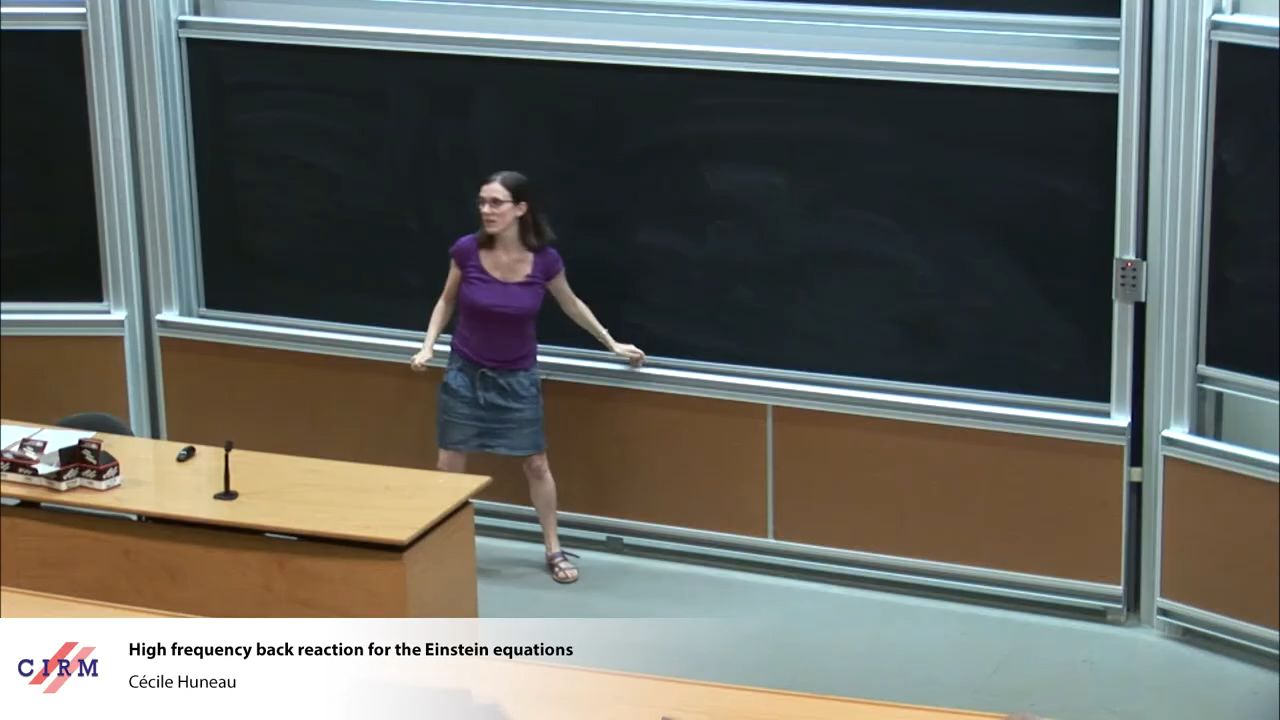 High frequency back reaction for the Einstein equations
CIRM
Cécile Huneau